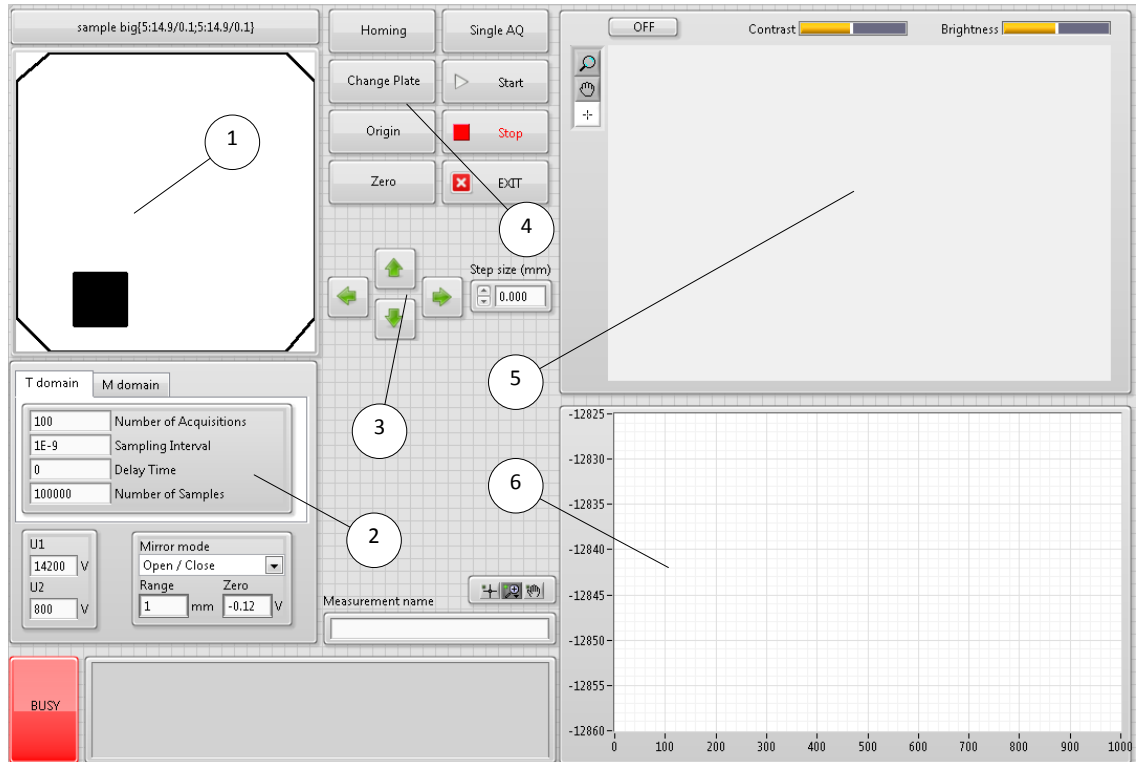 sample big{5:14.9/0.1;5:14.9/0.1}
1
Homing
Single AQ
Change Plate
Start
Origin
Stop
Zero
EXIT
4
Step size (mm)
0.000
3
OFF
Contrast
Brightness
5
T domain
M domain
100 Number of Acquisitions
1E-9 Sampling Interval
0 Delay Time
100000 Number of Samples
2
U1
14200 V
U2
800 V
Mirror mode
Open / Close
Range Zero
1 mm -0.12 V
Measurement name
BUSY
6
-12825
-12830
-12835
-12840
-12845
-12850
-12855
-12860
0 100 200 300 400 500 600 700 800 900 1000